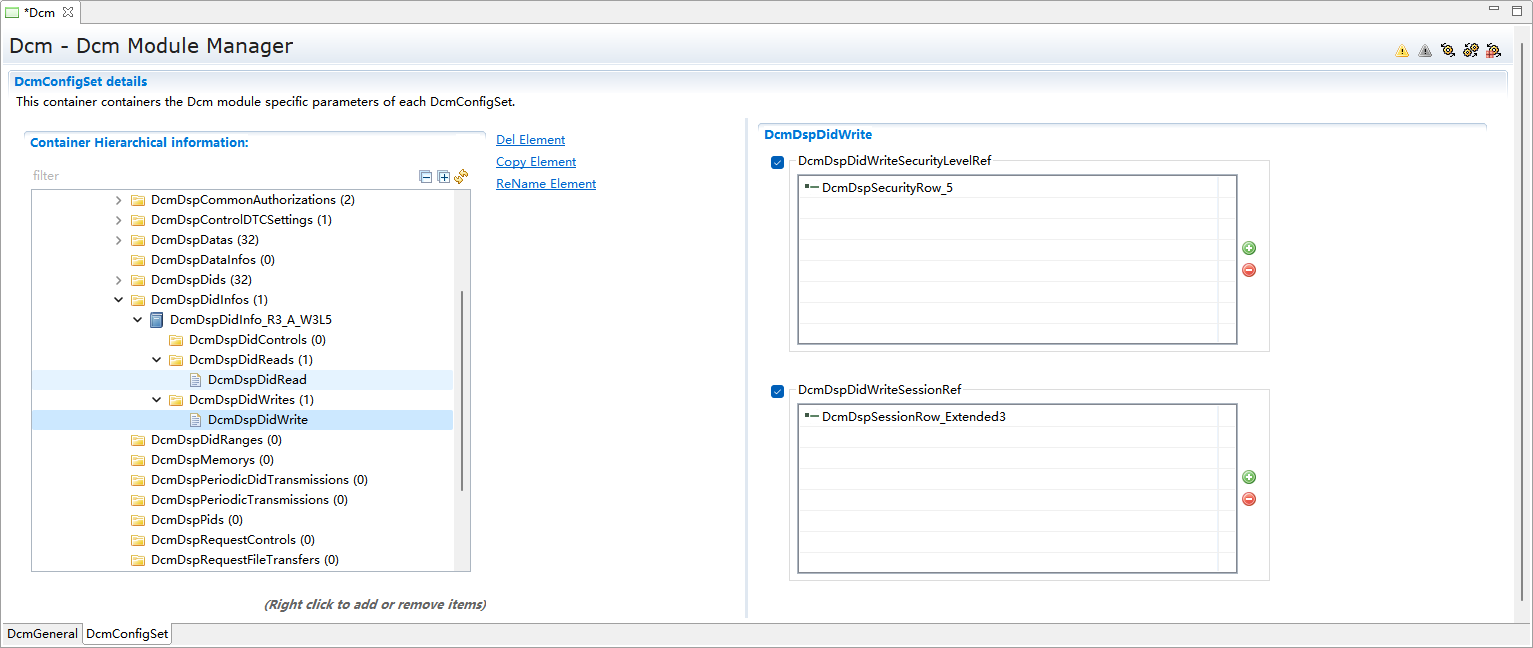 *Dcm
Dcm - Dcm Module Manager
DcmConfigSet details
This container containers the Dcm module specific parameters of each DcmConfigSet.
Container Hierarchical information:
filter
DcmDspCommonAuthorizations (2)
DcmDspControlDTCSettings (1)
DcmDspDatas (32)
DcmDspDataInfos (0)
DcmDspDids (32)
DcmDspDidInfos (1)
DcmDspDidInfo_R3_A_W3L5
DcmDspDidControls (0)
DcmDspDidReads (1)
DcmDspDidRead
DcmDspDidWrites (1)
DcmDspDidWrite
DcmDspDidRanges (0)
DcmDspMemorys (0)
DcmDspPeriodicDidTransmissions (0)
DcmDspPeriodicTransmissions (0)
DcmDspPids (0)
DcmDspRequestControls (0)
DcmDspRequestFileTransfers (0)
(Right click to add or remove items)
Del Element
Copy Element
ReName Element
DcmDspDidWrite
DcmDspDidWriteSecurityLevelRef
DcmDspSecurityRow_5
DcmDspDidWriteSessionRef
DcmDspSessionRow_Extended3
DcmGeneral
DcmConfigSet